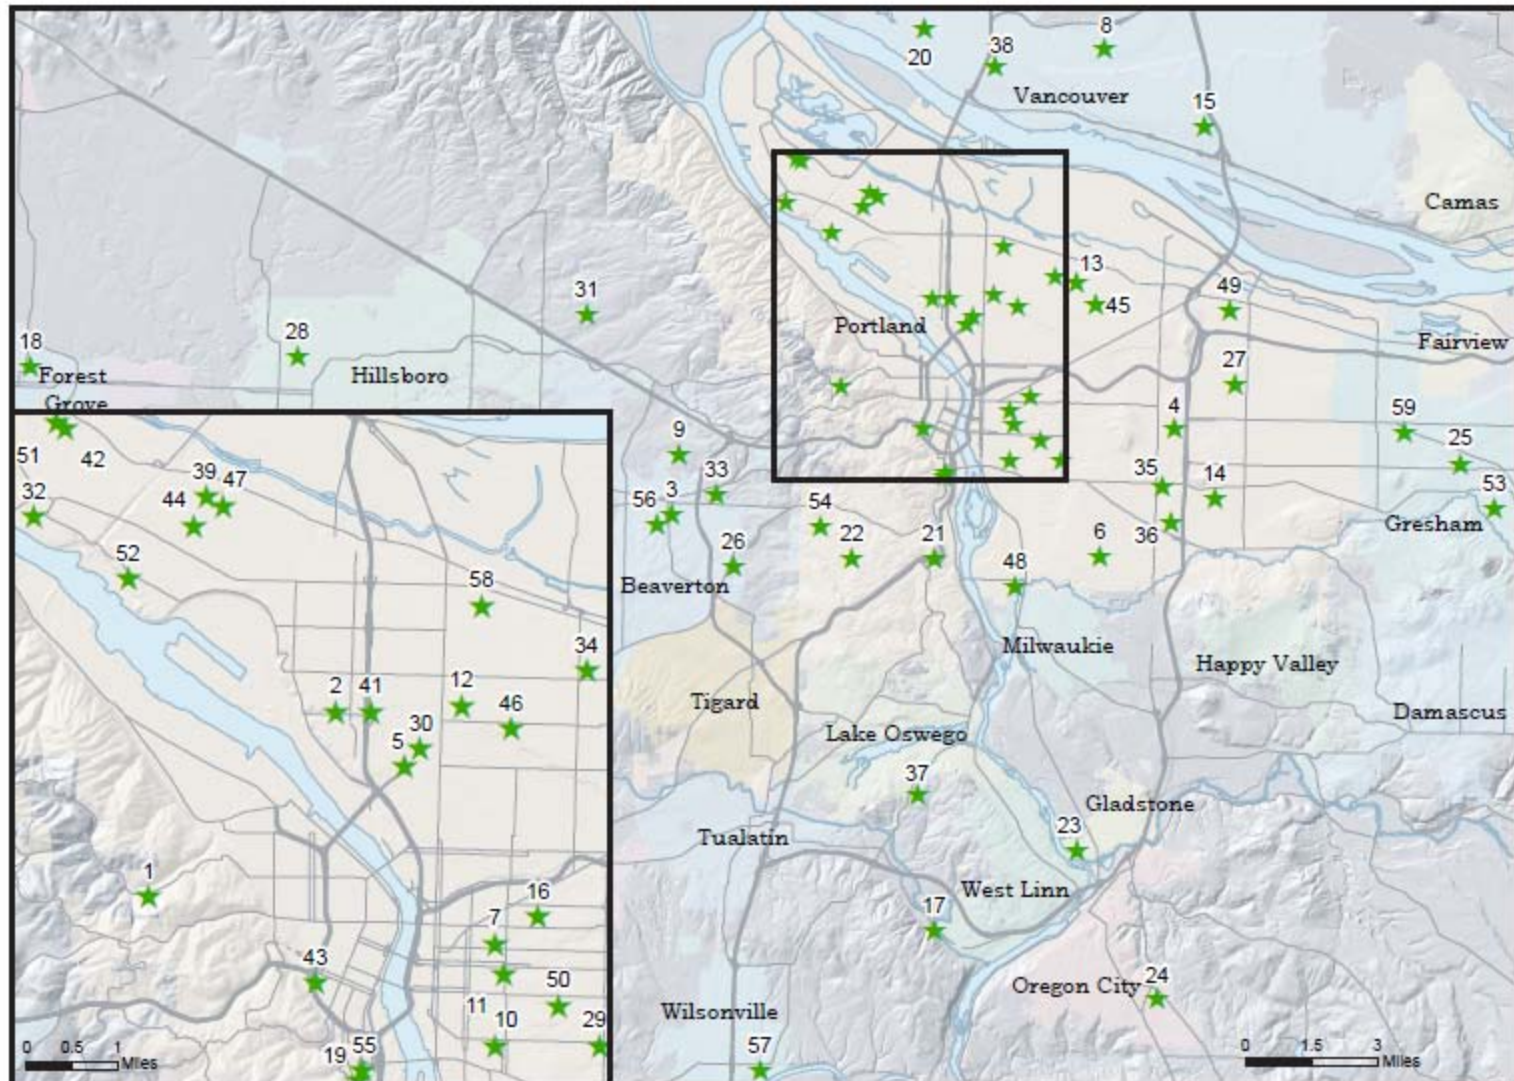 8
20
38
Vancouver
15
Camas
13
31
49
45
18
Portland
Fairview
28
Forest
Hillsboro
27
Grove
4
59
9
25
51
42
39
47
33
35
14
53
32
44
56
3
54
36
Gresham
22
21
6
52
26
48
58
Beaverton
34
Milwaukie
Happy Valley
2
41
12
Tigard
46
Damascus
30
Lake Oswego
5
37
Gladstone
23
Tualatin
1
West Linn
16
17
7
43
24
50
Oregon City
11
10
29
Wilsonville
0 0.5 1
Miles
19
55
57
0 1.5 3
Miles